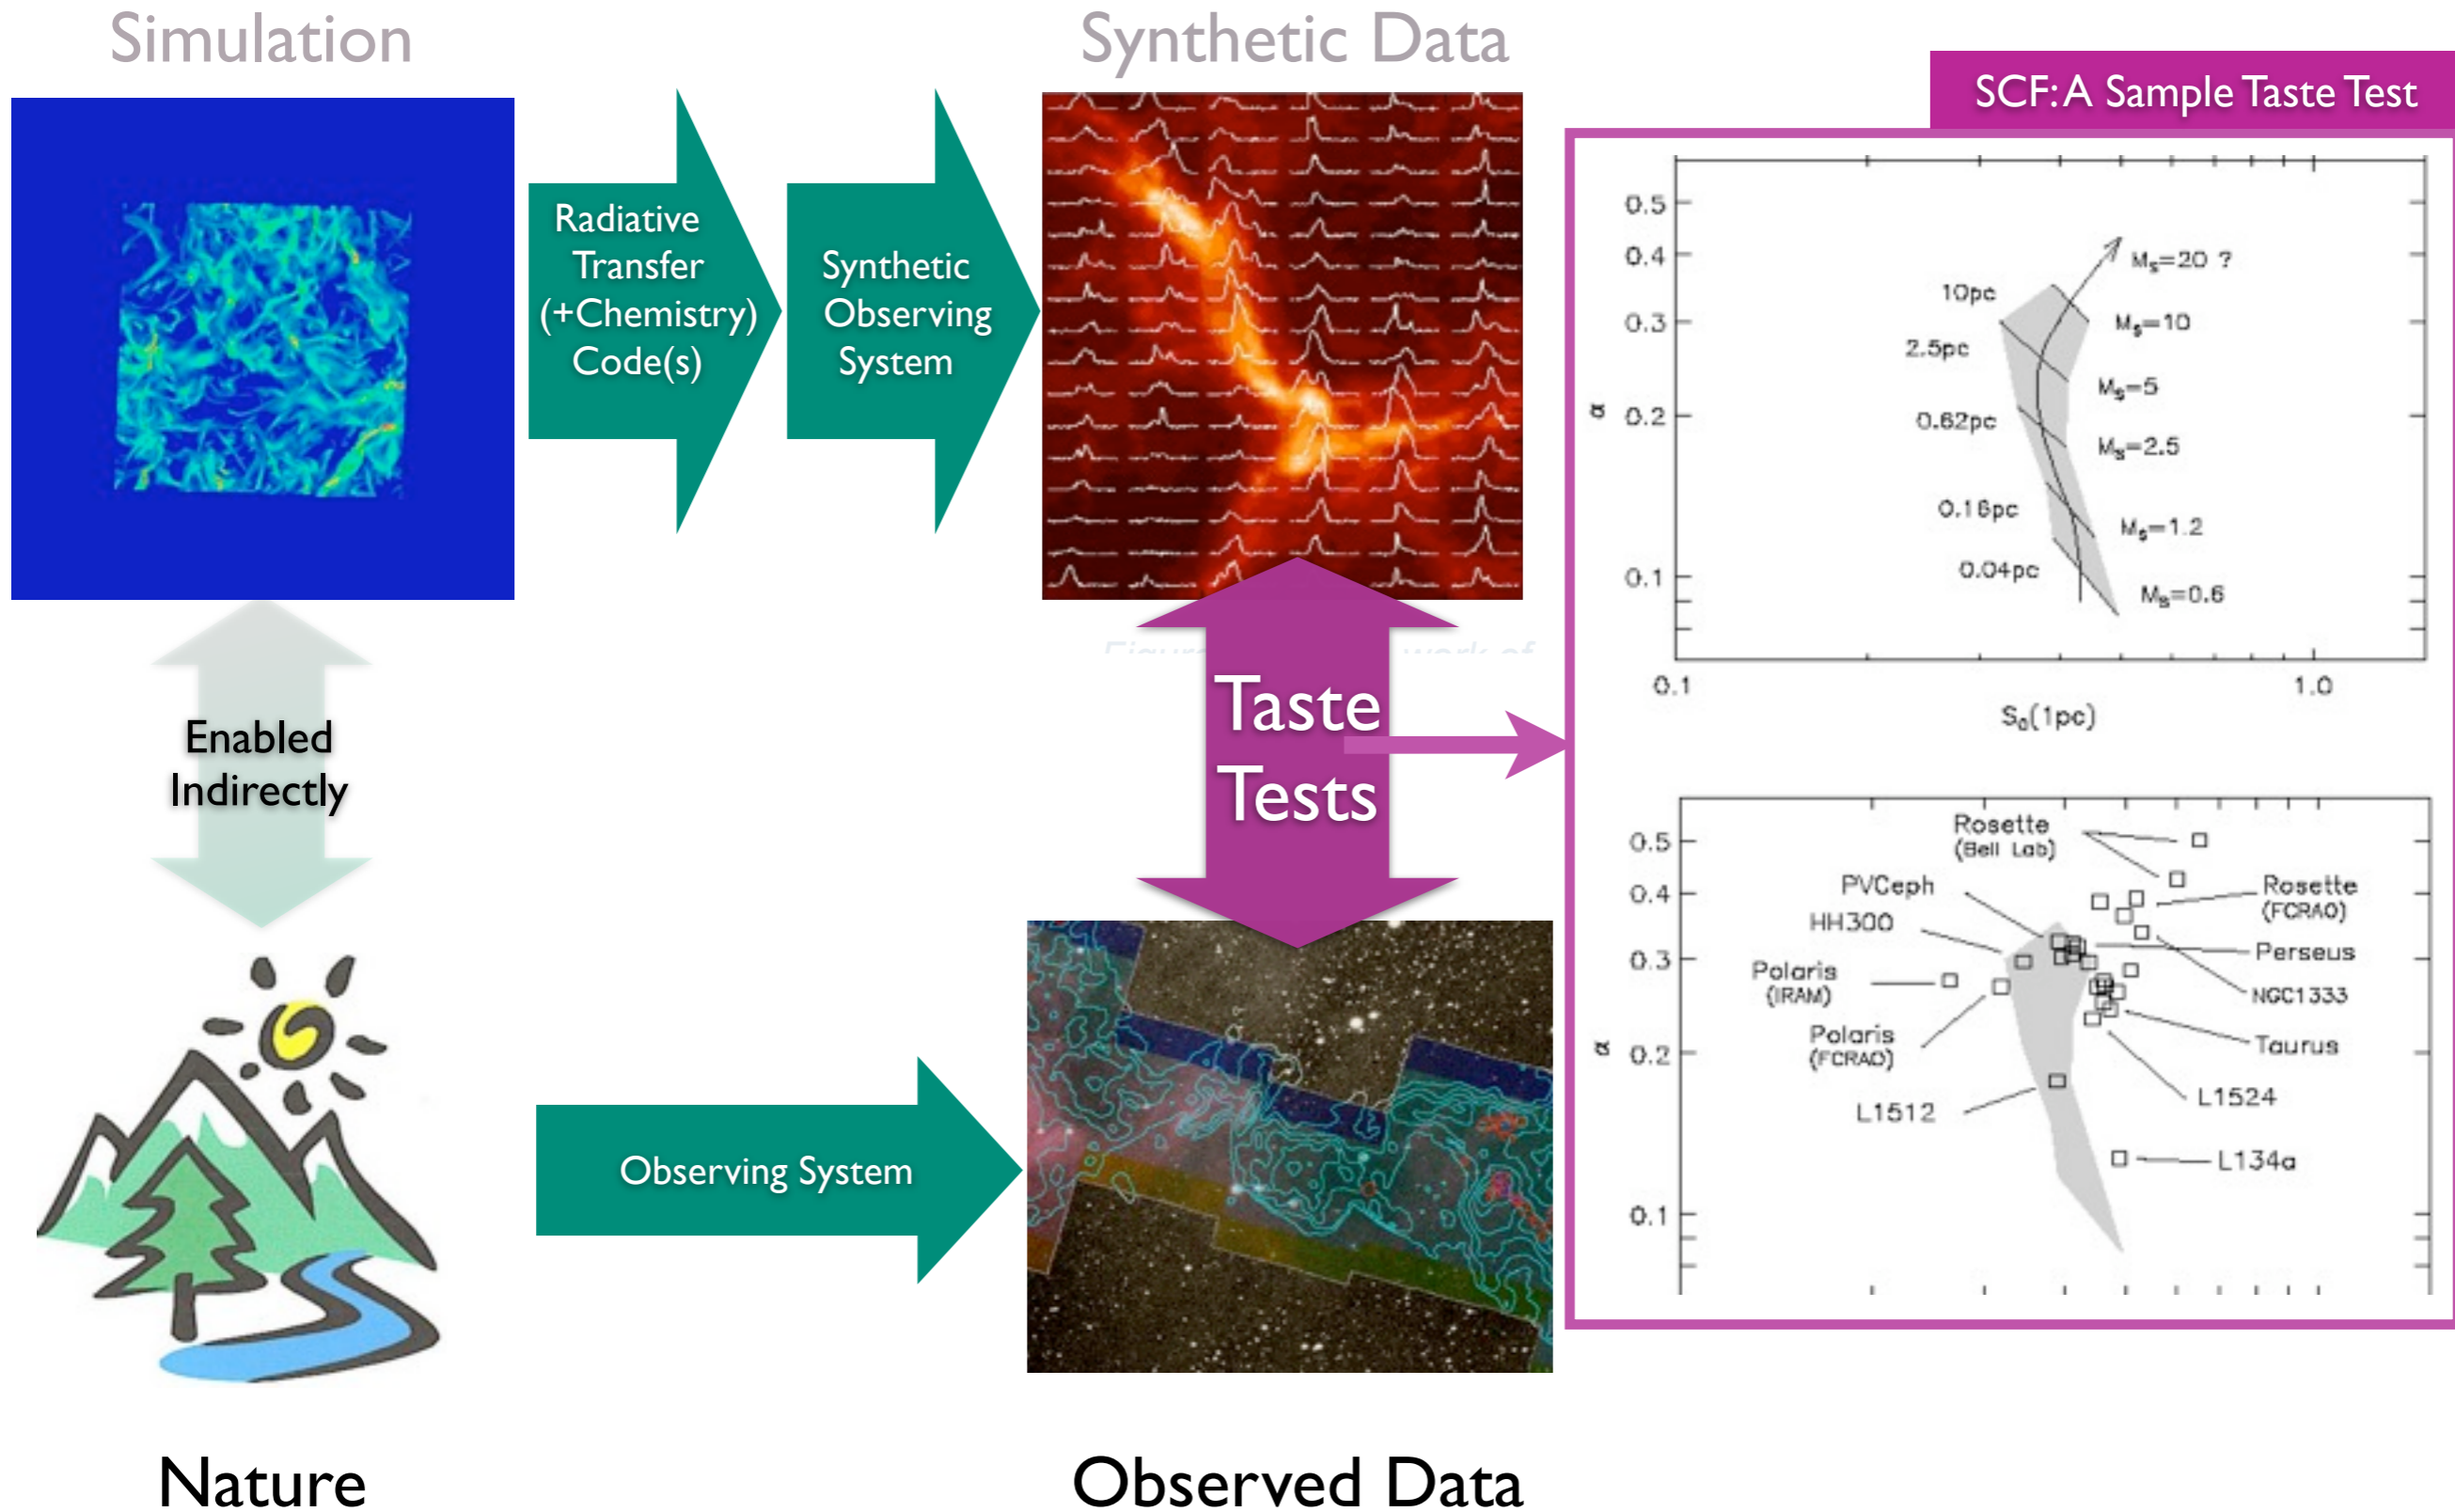 Simulation
Synthetic Data
SCF: A Sample Taste Test
Radiative
Transfer
(+Chemistry)
Code(s)
Synthetic
Observing
System
0.5
0.4
0.3
α 0.2
0.1
10pc
2.5pc
0.62pc
0.16pc
0.04pc
Ms=20 ?
Ms=10
Ms=5
Ms=2.5
Ms=1.2
Ms=0.6
0.1
1.0
S0(1pc)
Enabled
Indirectly
work of
Taste
Tests
0.5
0.4
0.3
α 0.2
0.1
Rosette
(Bell Lab)
PVCeph
HH300
Polaris
(IRAM)
Polaris
(FCRAO)
L1512
Rosette
(FCRAO)
Perseus
NGC1333
Taurus
L1524
L134a
Observing System
Nature
Observed Data